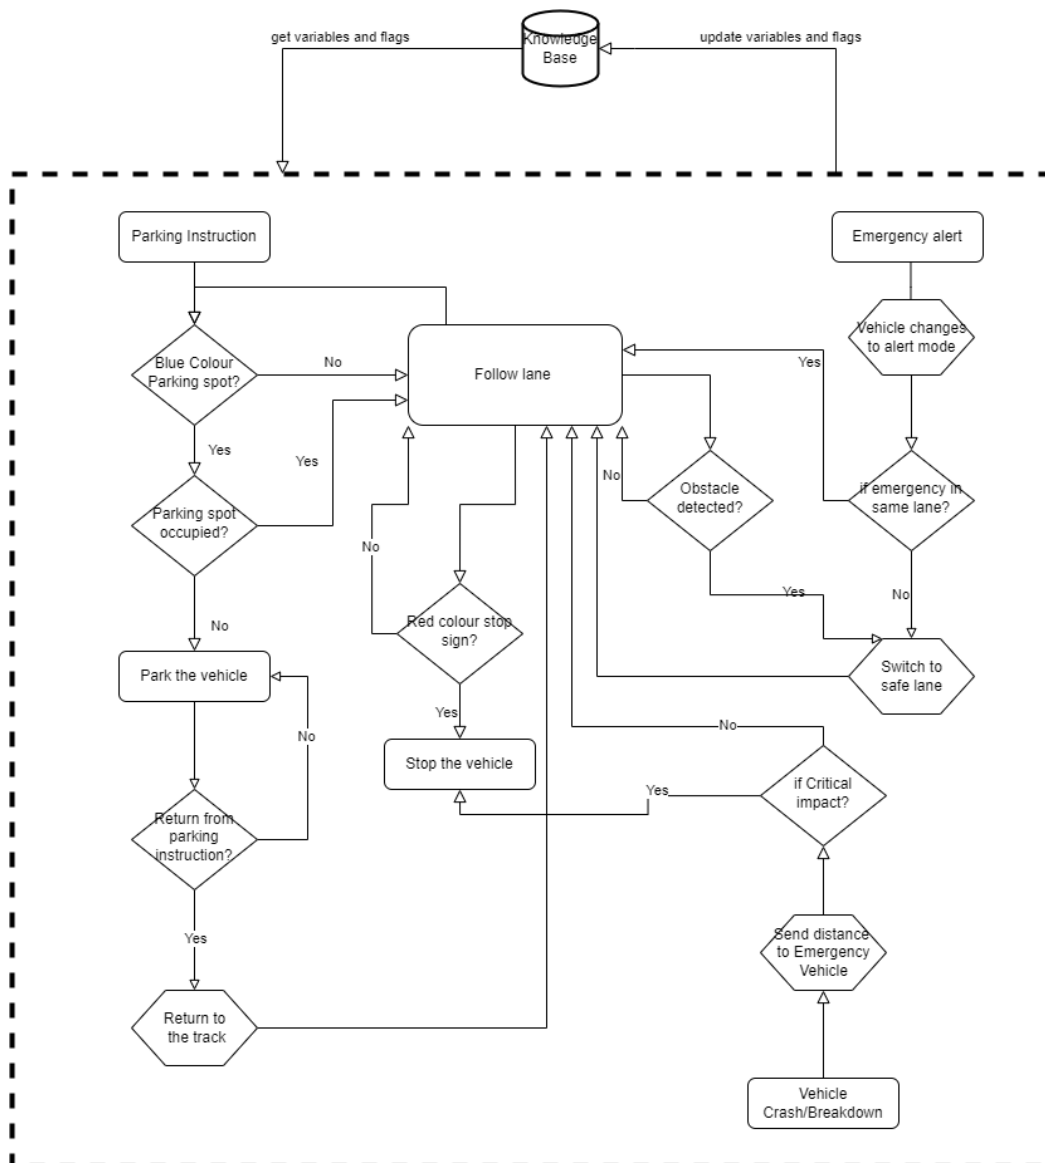 get variables and flags
Knowledge
Base
update variables and flags
Parking Instruction
Emergency alert
Vehicle changes
to alert mode
Blue Colour
Parking spot?
No
Follow lane
Yes
Yes
Yes
No
Obstacle
detected?
if emergency in
same lane?
Parking spot
occupied?
No
Yes
No
No
Red colour stop
sign?
Park the vehicle
Switch to
safe lane
Yes
No
No
Stop the vehicle
Yes
if Critical
impact?
Return from
parking
instruction?
Yes
Send distance
to Emergency
Vehicle
Return to
the track
Vehicle
Crash/Breakdown